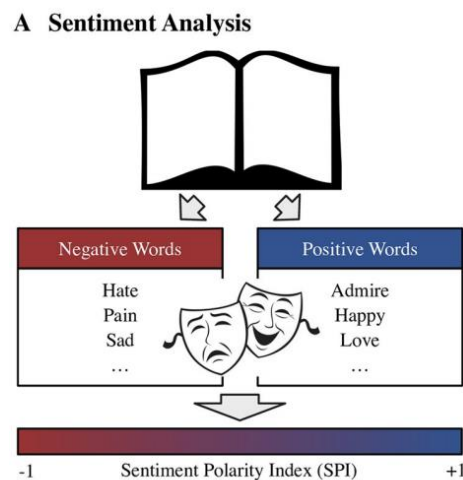 A Sentiment Analysis
Negative Words
Positive Words
Hate
Pain
Sad
...
Admire
Happy
Love
...
-1 Sentiment Polarity Index (SPI) +1